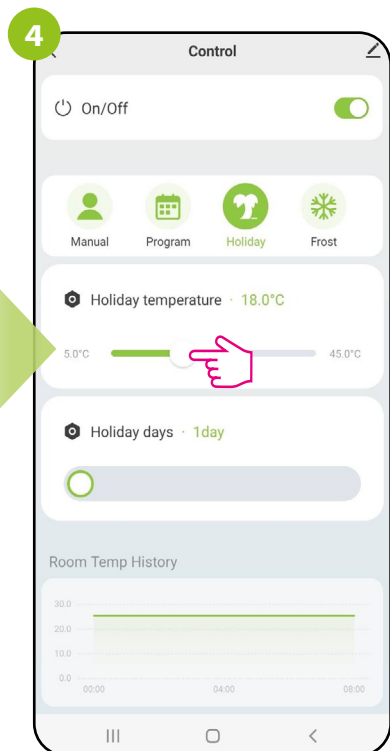 4
Control
On/Off
Manual Program Holiday Frost
Holiday temperature · 18.0°C
5.0°C 45.0°C
Holiday days · 1day
Room Temp History
30.0
20.0
10.0
0.0
00:00 04:00 08:00